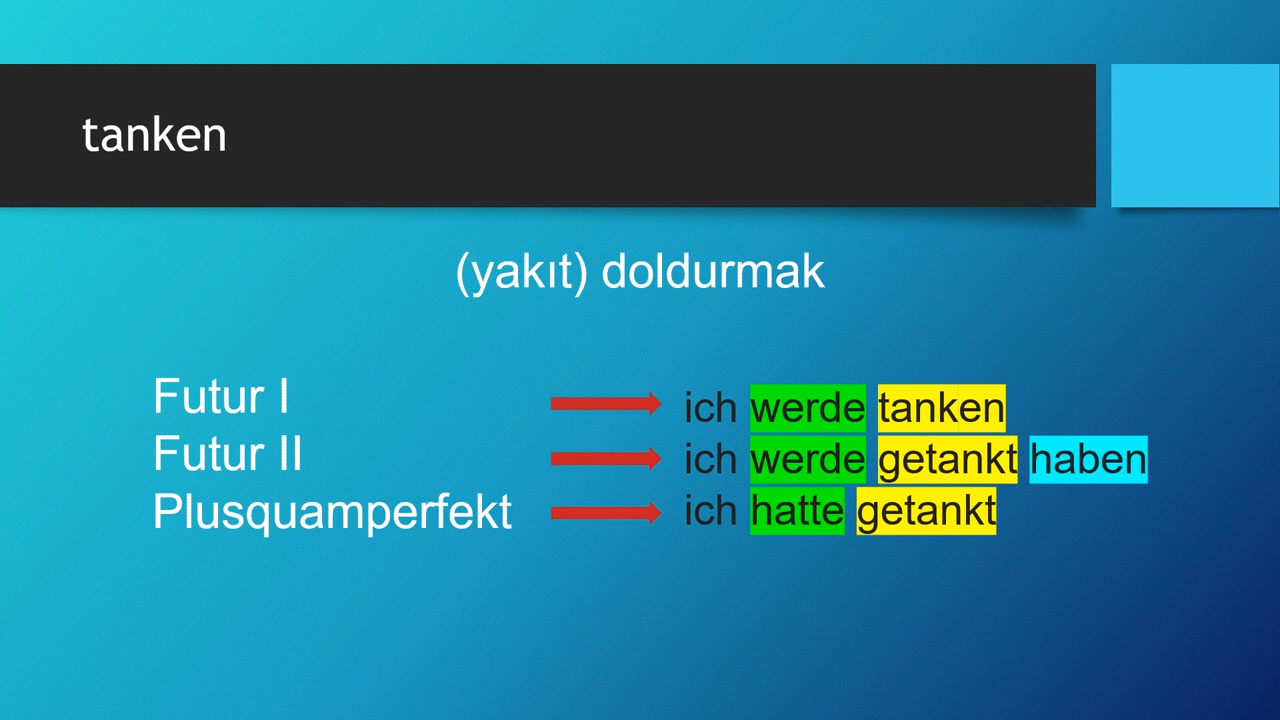 tanken
(yakıt) doldurmak
Futur I ich werde tanken
Futur II ich werde getankt haben
Plusquamperfekt ich hatte getankt